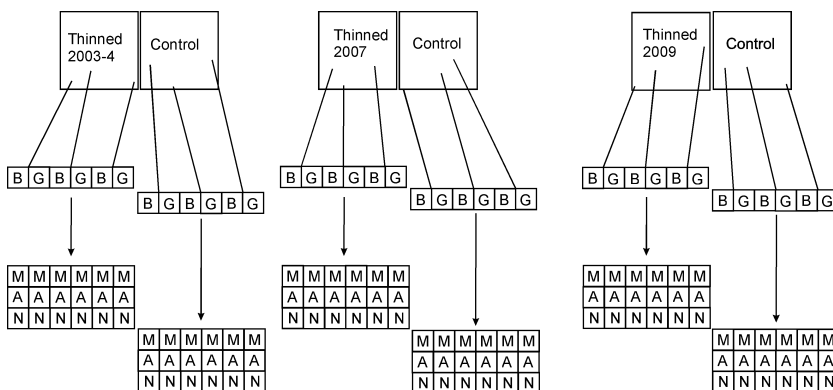 Thinned
2003-4
Control
Thinned
2007
Control
Thinned
2009
Control
B G B G B G
B G B G B G
B G B G B G
B G B G B G
B G B G B G
B G B G B G
M M M M M M
A A A A A A
N N N N N N
M M M M M M
A A A A A A
N N N N N N
M M M M M M
A A A A A A
N N N N N N
M M M M M M
A A A A A A
N N N N N N
M M M M M M
A A A A A A
N N N N N N
M M M M M M
A A A A A A
N N N N N N